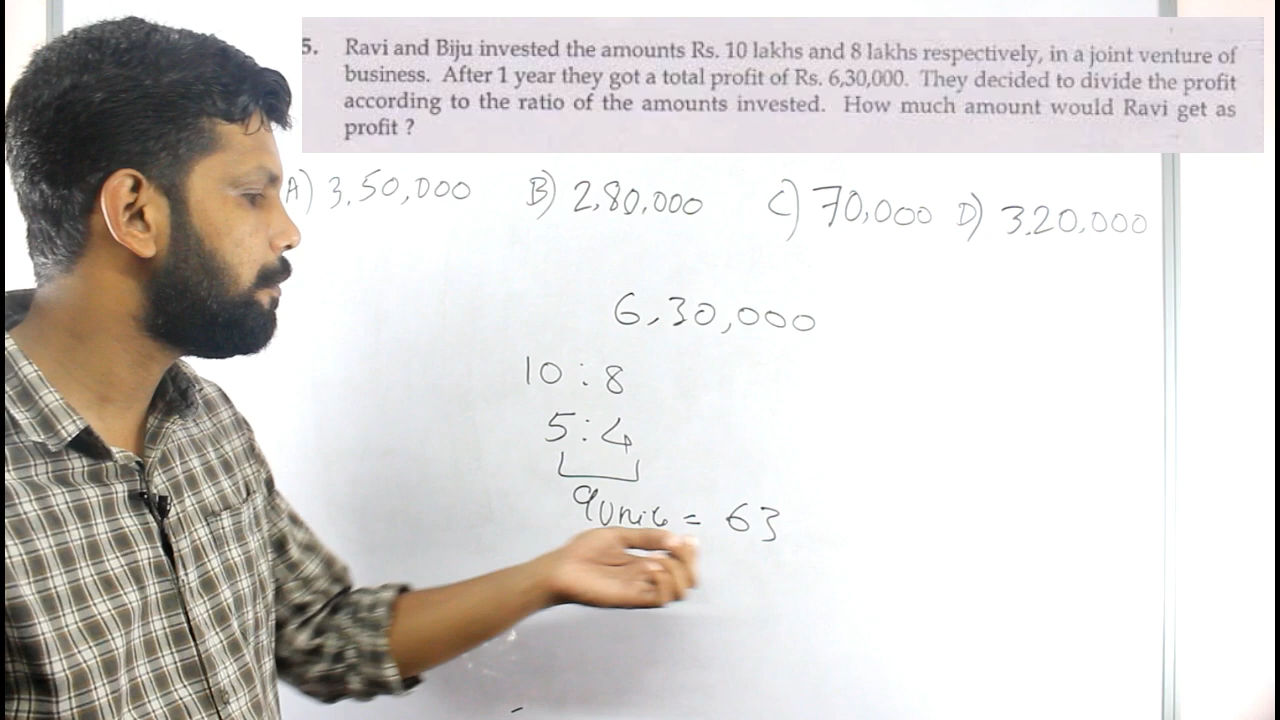 5. Ravi and Biju invested the amounts Rs. 10 lakhs and 8 lakhs respectively, in a joint venture of
business. After 1 year they got a total profit of Rs. 6,30,000. They decided to divide the profit
according to the ratio of the amounts invested. How much amount would Ravi get as
profit ?
A) 3,50,000 B) 2,80,000 C) 70,000 D) 3,20,000
6,30,000
10 : 8
5 : 4
9 Unit = 63